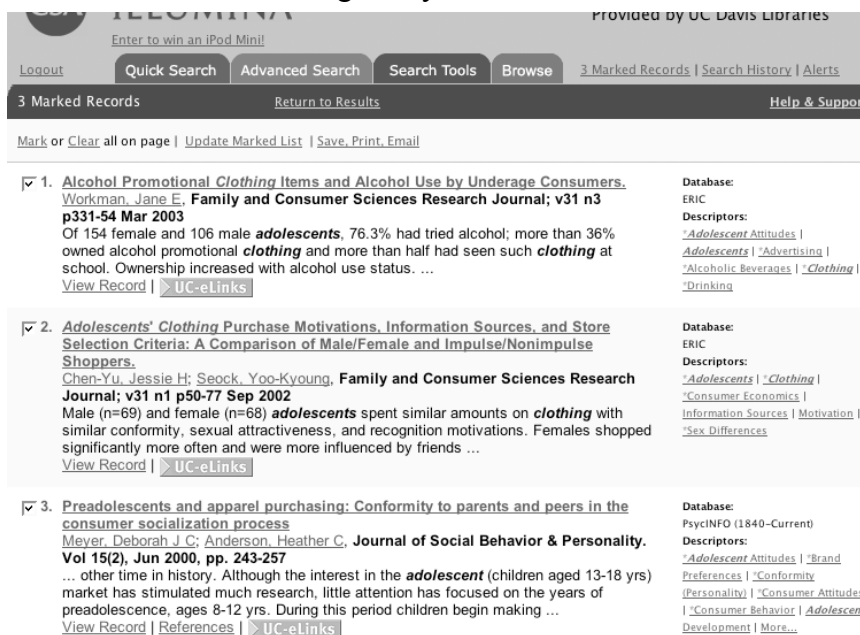 ILLUMINA
Provided by UC Davis Libraries
Enter to win an iPod Mini!
Logout Quick Search Advanced Search Search Tools Browse 3 Marked Records | Search History | Alerts
3 Marked Records Return to Results Help & Suppor
Mark or Clear all on page | Update Marked List | Save, Print, Email
1. Alcohol Promotional Clothing Items and Alcohol Use by Underage Consumers.
Workman, Jane E, Family and Consumer Sciences Research Journal; v31 n3
p331-54 Mar 2003
Of 154 female and 106 male adolescents, 76.3% had tried alcohol; more than 36%
owned alcohol promotional clothing and more than half had seen such clothing at
school. Ownership increased with alcohol use status. ...
View Record | UC-eLinks
Database:
ERIC
Descriptors:
*Adolescent Attitudes |
Adolescents | *Advertising |
*Alcoholic Beverages | *Clothing |
*Drinking
2. Adolescents' Clothing Purchase Motivations, Information Sources, and Store
Selection Criteria: A Comparison of Male/Female and Impulse/Nonimpulse
Shoppers.
Chen-Yu, Jessie H; Seock, Yoo-Kyoung, Family and Consumer Sciences Research
Journal; v31 n1 p50-77 Sep 2002
Male (n=69) and female (n=68) adolescents spent similar amounts on clothing with
similar conformity, sexual attractiveness, and recognition motivations. Females shopped
significantly more often and were more influenced by friends ...
View Record | UC-eLinks
Database:
ERIC
Descriptors:
*Adolescents | *Clothing |
*Consumer Economics |
Information Sources | Motivation |
*Sex Differences
3. Preadolescents and apparel purchasing: Conformity to parents and peers in the
consumer socialization process
Meyer, Deborah J C; Anderson, Heather C, Journal of Social Behavior & Personality.
Vol 15(2), Jun 2000, pp. 243-257
... other time in history. Although the interest in the adolescent (children aged 13-18 yrs)
market has stimulated much research, little attention has focused on the years of
preadolescence, ages 8-12 yrs. During this period children begin making ...
View Record | References | UC-eLinks
Database:
PsycINFO (1840-Current)
Descriptors:
*Adolescent Attitudes | *Brand
Preferences | *Conformity
(Personality) | *Consumer Attitudes
| *Consumer Behavior | Adolescen
Development | More...